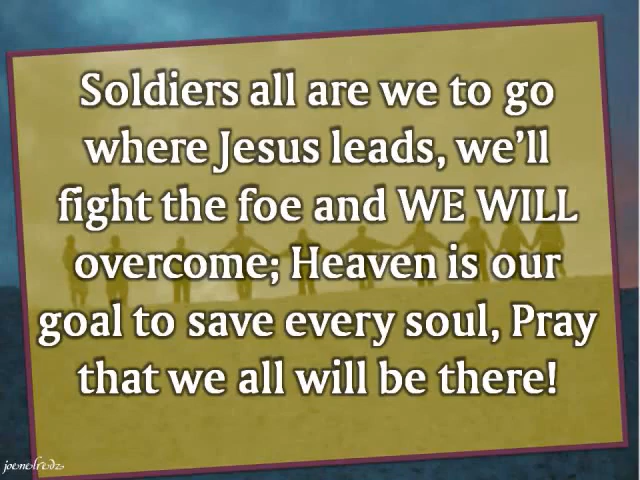 Soldiers all are we to go
where Jesus leads, we'll
fight the foe and WE WILL
overcome; Heaven is our
goal to save every soul, Pray
that we all will be there!